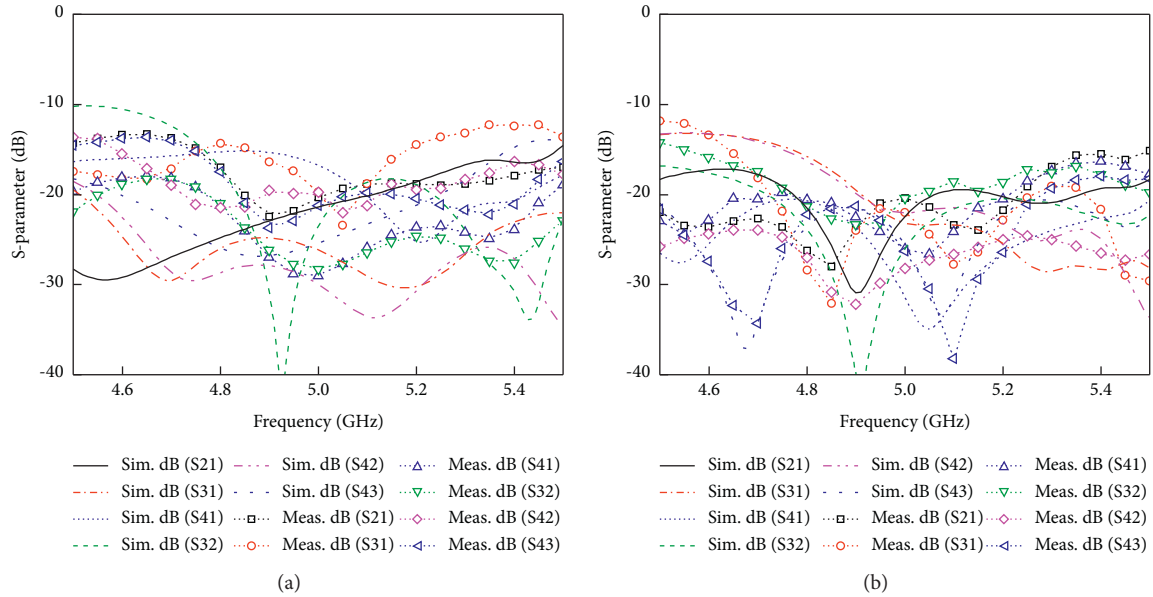 0
-10
-20
-30
-40
S-parameter (dB)
4.6 4.8 5.0 5.2 5.4
Frequency (GHz)
Sim. dB (S21) Sim. dB (S42) Meas. dB (S41)
Sim. dB (S31) Sim. dB (S43) Meas. dB (S32)
Sim. dB (S41) Meas. dB (S21) Meas. dB (S42)
Sim. dB (S32) Meas. dB (S31) Meas. dB (S43)
(a)
0
-10
-20
-30
-40
S-parameter (dB)
4.6 4.8 5.0 5.2 5.4
Frequency (GHz)
Sim. dB (S21) Sim. dB (S42) Meas. dB (S41)
Sim. dB (S31) Sim. dB (S43) Meas. dB (S32)
Sim. dB (S41) Meas. dB (S21) Meas. dB (S42)
Sim. dB (S32) Meas. dB (S31) Meas. dB (S43)
(b)